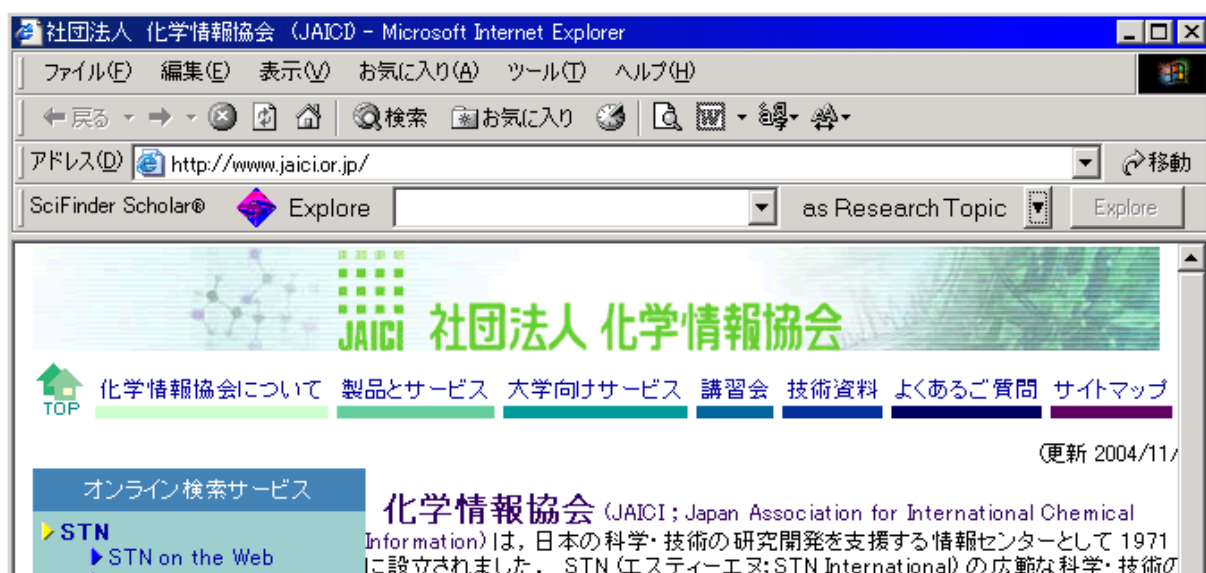 社団法人 化学情報協会 (JAICI) - Microsoft Internet Explorer
ファイル(F) 編集(E) 表示(V) お気に入り(A) ツール(T) ヘルプ(H)
戻る 検索 お気に入り
アドレス(D) http://www.jaici.or.jp/ 移動
SciFinder Scholar® Explore as Research Topic Explore
JAICI 社団法人 化学情報協会
TOP 化学情報協会について 製品とサービス 大学向けサービス 講習会 技術資料 よくあるご質問 サイトマップ
(更新 2004/11/
オンライン検索サービス
STN
STN on the Web
化学情報協会 (JAICI ; Japan Association for International Chemical
Information) は, 日本の科学・技術の研究開発を支援する情報センターとして 1971
に設立されました. STN (エスティーエヌ; STN International) の広範な科学・技術の